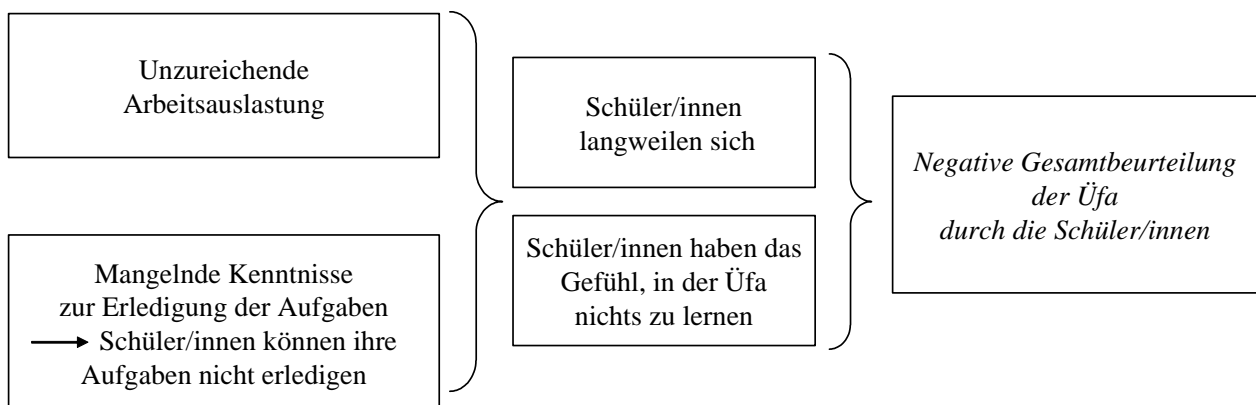 Unzureichende
Arbeitsauslastung
Mangelnde Kenntnisse
zur Erledigung der Aufgaben
→ Schüler/innen können ihre
Aufgaben nicht erledigen
Schüler/innen
langweilen sich
Schüler/innen haben das
Gefühl, in der Üfa
nichts zu lernen
Negative Gesamtbeurteilung
der Üfa
durch die Schüler/innen